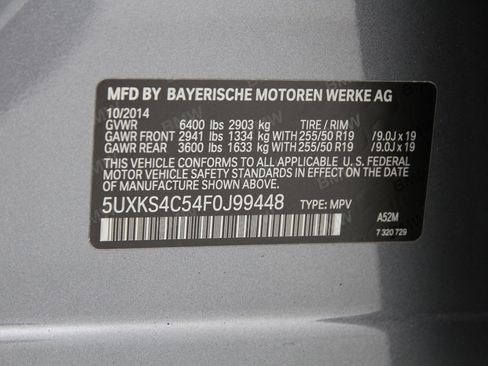 MFD BY BAYERISCHE MOTOREN WERKE AG
10/2014
GVWR 6400 lbs 2903 kg TIRE / RIM
GAWR FRONT 2941 lbs 1334 kg WITH 255/50 R19 /9.0J x 19
GAWR REAR 3600 lbs 1633 kg WITH 255/50 R19 /9.0J x 19
THIS VEHICLE CONFORMS TO ALL APPLICABLE U. S. FEDERAL
MOTOR VEHICLE SAFETY AND THEFT PREVENTION STANDARDS
IN EFFECT ON THE DATE OF MANUFACTURE SHOWN ABOVE.
5UXKS4C54F0J99448 TYPE: MPV
A52M
7 320 729